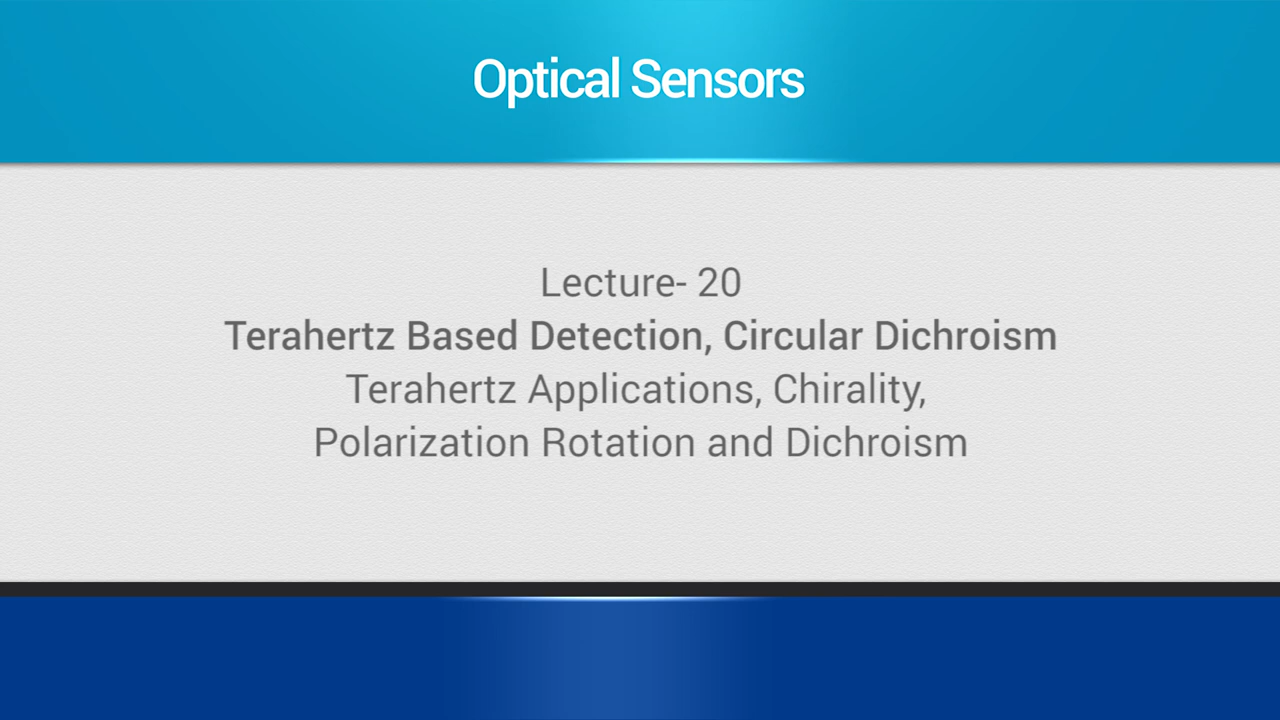 Optical Sensors
Lecture- 20
Terahertz Based Detection, Circular Dichroism
Terahertz Applications, Chirality,
Polarization Rotation and Dichroism